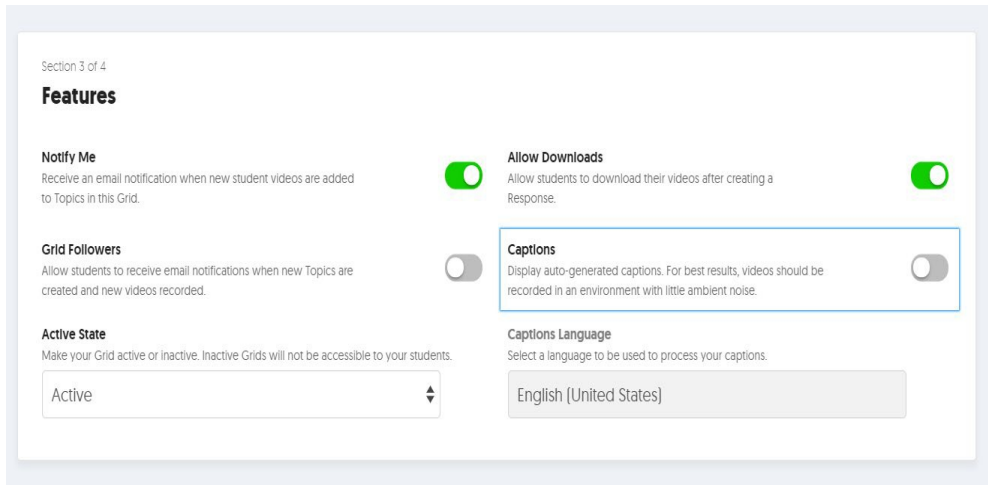 Section 3 of 4
Features
Notify Me
Receive an email notification when new student videos are added
to Topics in this Grid.
Allow Downloads
Allow students to download their videos after creating a
Response.
Grid Followers
Allow students to receive email notifications when new Topics are
created and new videos recorded.
Captions
Display auto-generated captions. For best results, videos should be
recorded in an environment with little ambient noise.
Active State
Make your Grid active or inactive. Inactive Grids will not be accessible to your students.
Active
Captions Language
Select a language to be used to process your captions.
English (United States)